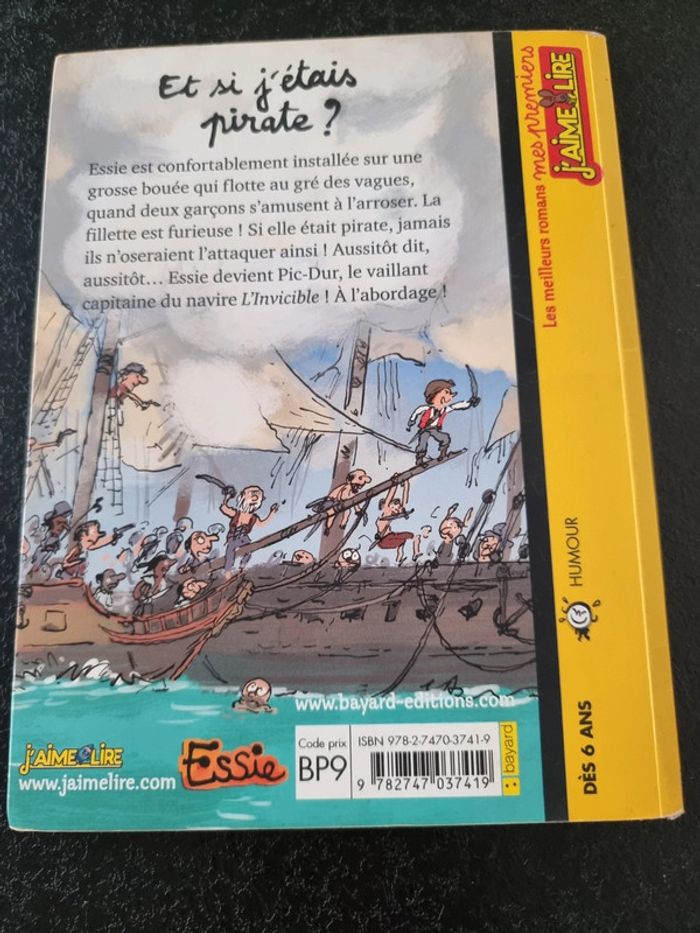 Et si j'étais
pirate ?
Essie est confortablement installée sur une
grosse bouée qui flotte au gré des vagues,
quand deux garçons s'amusent à l'arroser. La
fillette est furieuse ! Si elle était pirate, jamais
ils n'oseraient l'attaquer ainsi ! Aussitôt dit,
aussitôt... Essie devient Pic-Dur, le vaillant
capitaine du navire L'Invicible ! À l'abordage !
www.bayard-editions.com
J'AIME LIRE
www.jaimelire.com
Essie
Code prix
BP9
ISBN 978-2-7470-3741-9
9 782747 037419
bayard
Les meilleurs romans mes premiers
J'AIME LIRE
HUMOUR
DÈS 6 ANS